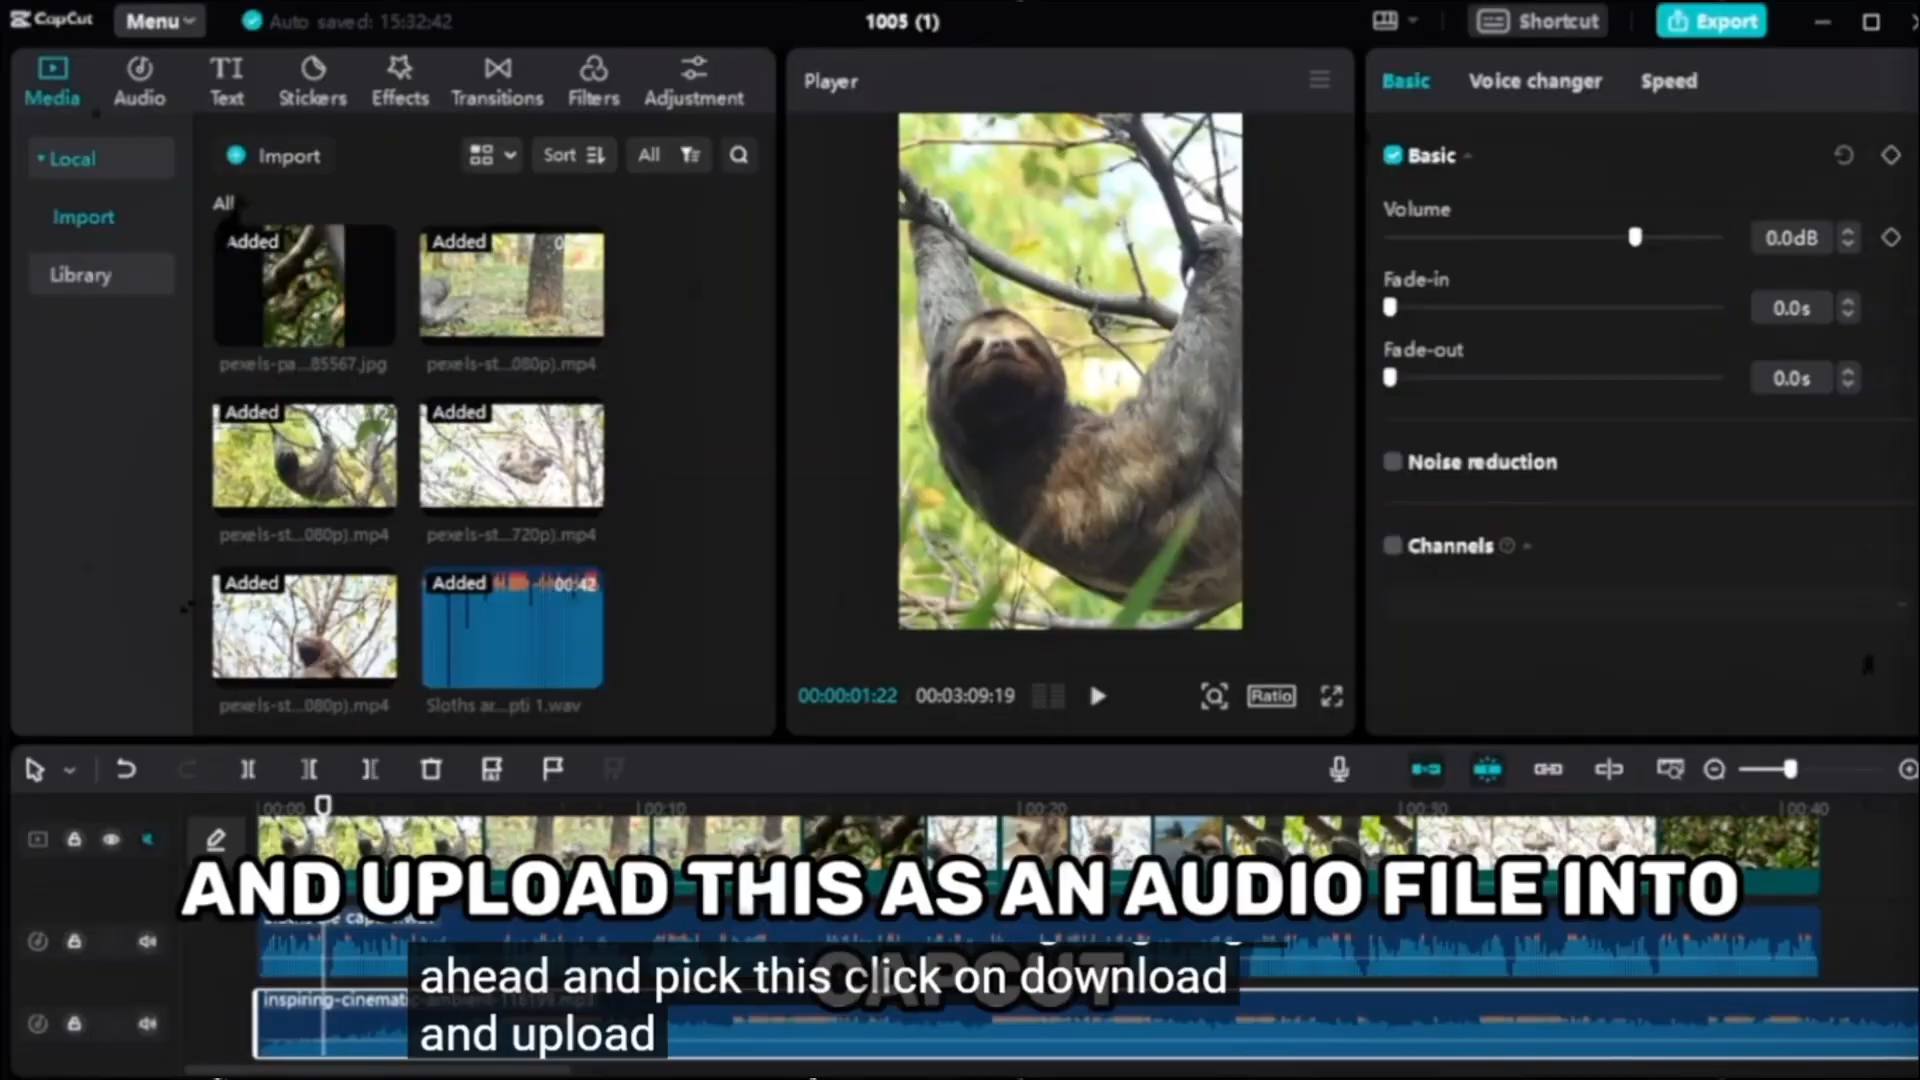 CapCut
Menu
Auto saved: 15:32:42
1005 (1)
Shortcut
Export
Media
Audio
Text
Stickers
Effects
Transitions
Filters
Adjustment
Player
Basic
Voice changer
Speed
Local
Import
Library
Import
Sort
All
All
Added
pexels-pa...85567.jpg
Added
pexels-st...080p).mp4
Added
pexels-st...080p).mp4
Added
pexels-st...720p).mp4
Added
pexels-st...080p).mp4
Added
00:42
Sloths ar...pti 1.wav
00:00:01:22
00:03:09:19
Ratio
Basic
Volume
0.0dB
Fade-in
0.0s
Fade-out
0.0s
Noise reduction
Channels
00:00
00:10
00:20
00:30
00:40
AND UPLOAD THIS AS AN AUDIO FILE INTO
CAPCUT
ahead and pick this click on download
and upload
inspiring-cinematic-ambient-116199.mp3